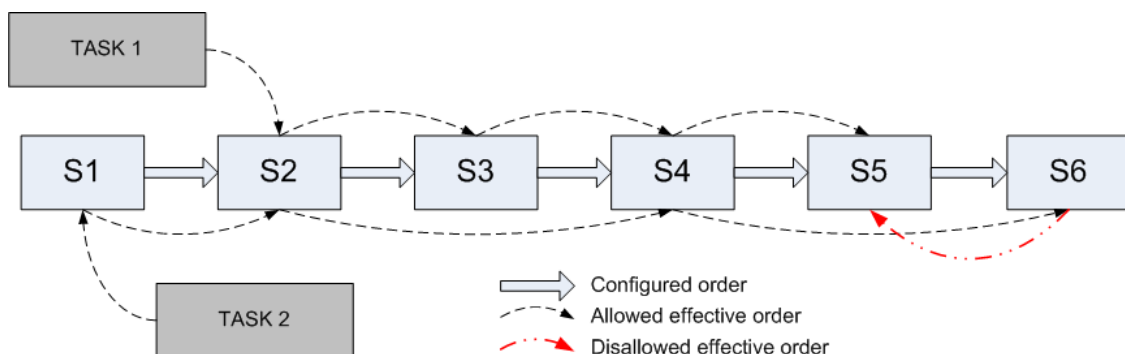 TASK 1
S1
S2
S3
S4
S5
S6
TASK 2
Configured order
Allowed effective order
Disallowed effective order